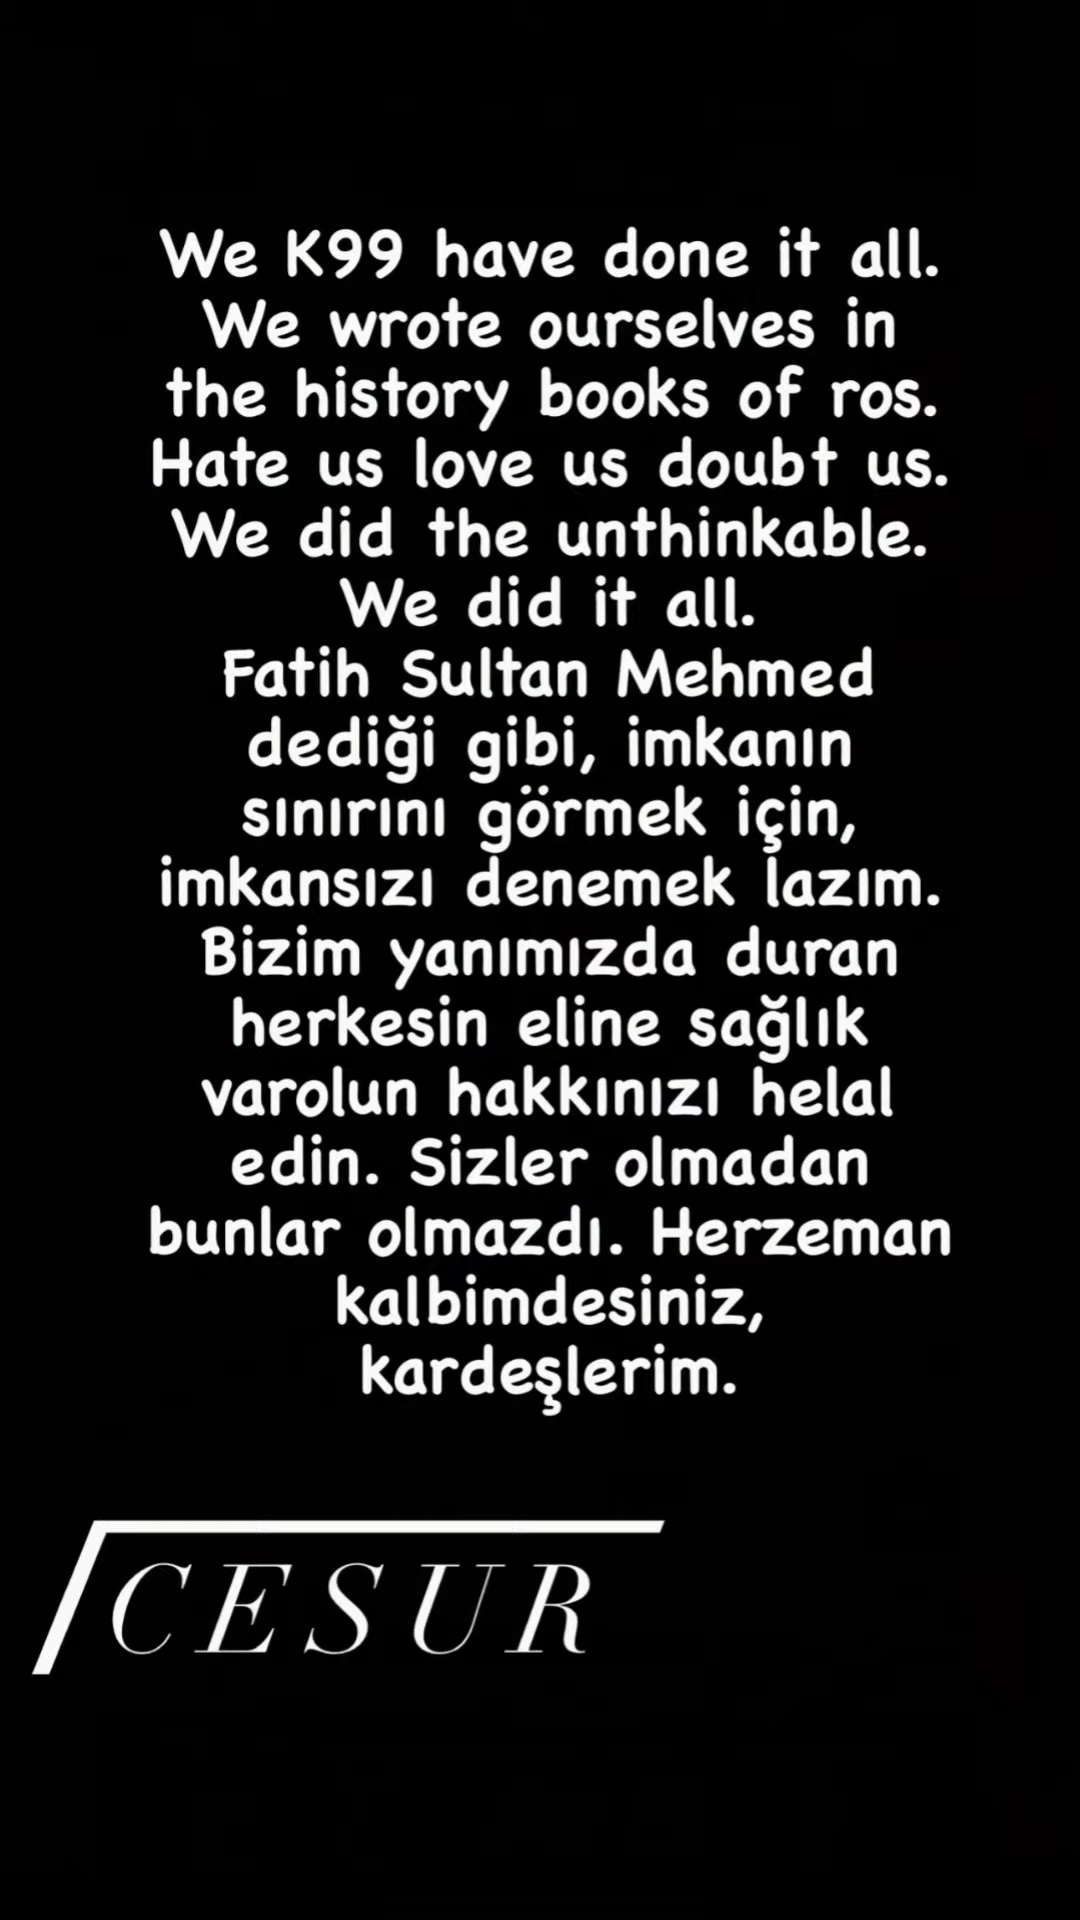 We K99 have done it all.
We wrote ourselves in
the history books of ros.
Hate us love us doubt us.
We did the unthinkable.
We did it all.
Fatih Sultan Mehmed
dediği gibi, imkanın
sınırını görmek için,
imkansızı denemek lazım.
Bizim yanımızda duran
herkesin eline sağlık
varolun hakkınızı helal
edin. Sizler olmadan
bunlar olmazdı. Herzeman
kalbimdesiniz,
kardeşlerim.
CESUR